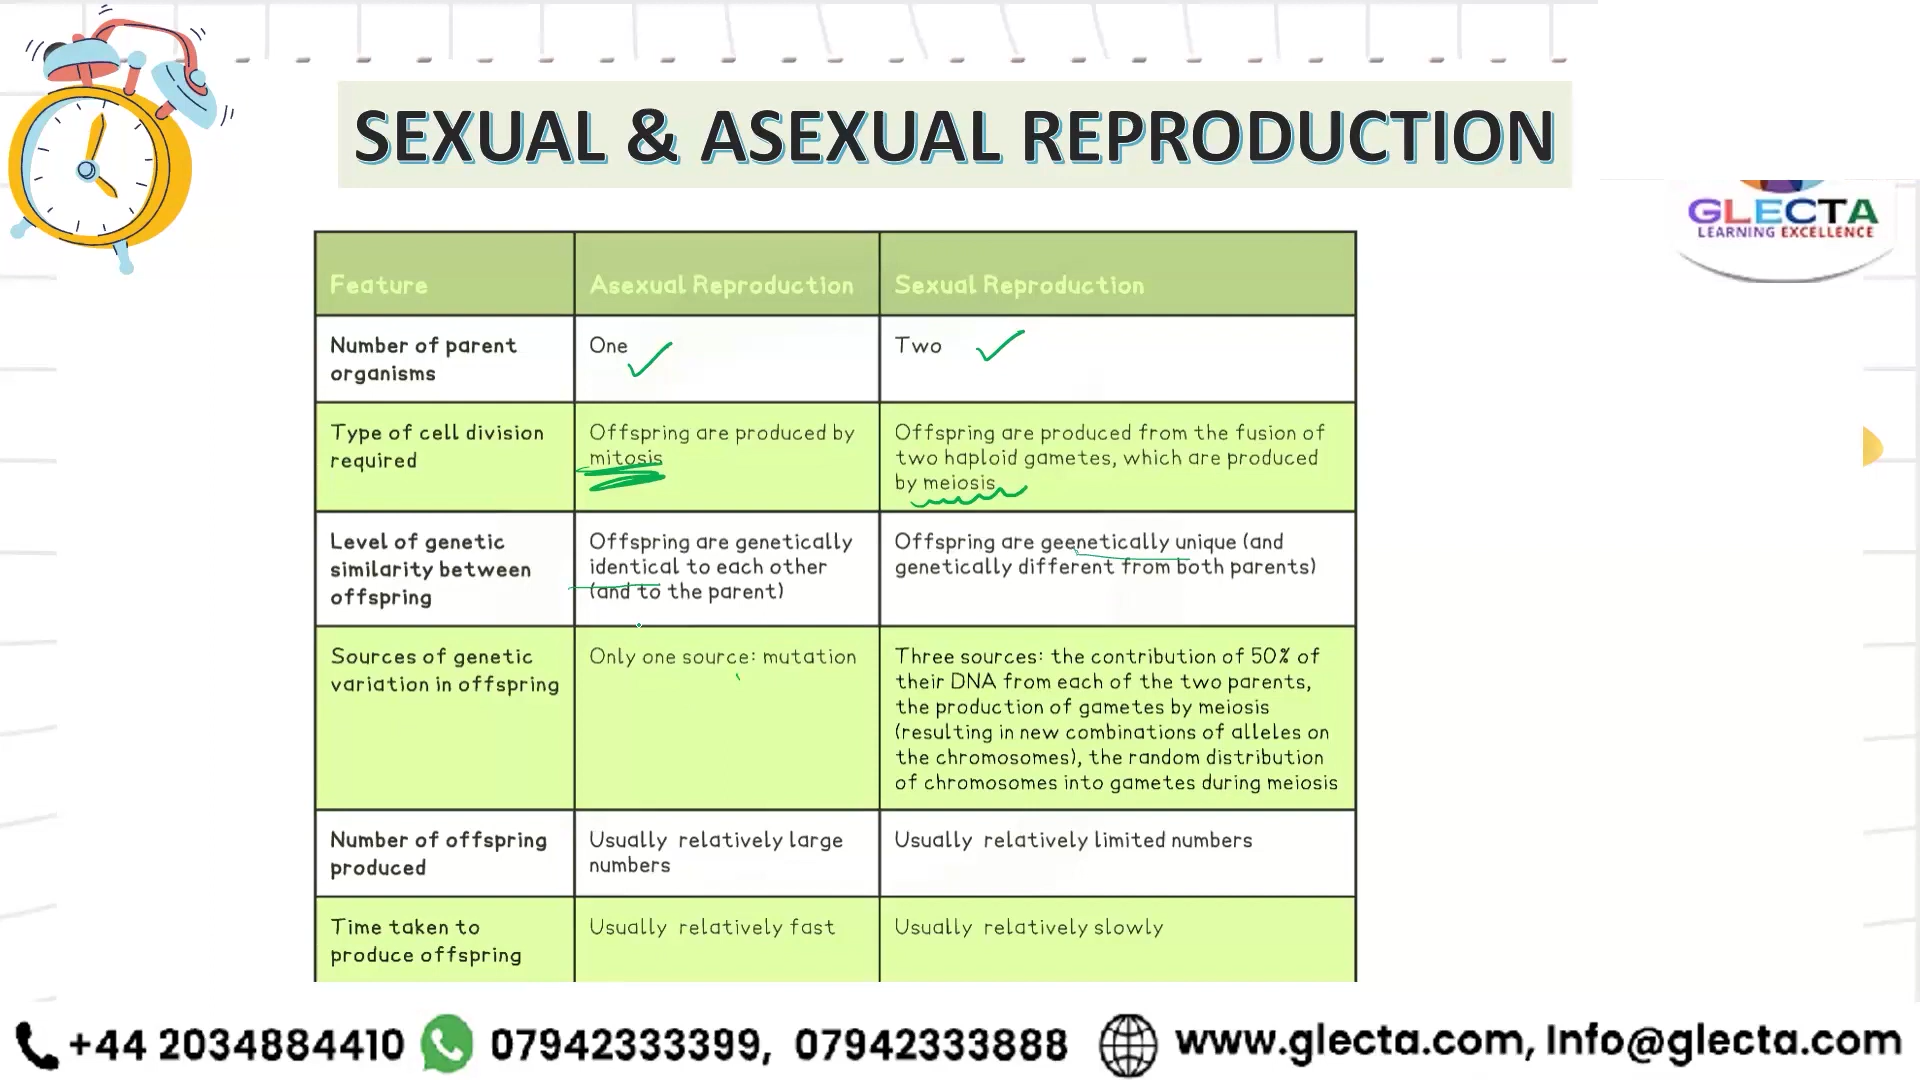 SEXUAL & ASEXUAL REPRODUCTION
GLECTA
LEARNING EXCELLENCE
Feature
Asexual Reproduction
Sexual Reproduction
Number of parent
organisms
One
Two
Type of cell division
required
Offspring are produced by
mitosis
Offspring are produced from the fusion of
two haploid gametes, which are produced
by meiosis
Level of genetic
similarity between
offspring
Offspring are genetically
identical to each other
(and to the parent)
Offspring are geenetically unique (and
genetically different from both parents)
Sources of genetic
variation in offspring
Only one source: mutation
Three sources: the contribution of 50% of
their DNA from each of the two parents,
the production of gametes by meiosis
(resulting in new combinations of alleles on
the chromosomes), the random distribution
of chromosomes into gametes during meiosis
Number of offspring
produced
Usually relatively large
numbers
Usually relatively limited numbers
Time taken to
produce offspring
Usually relatively fast
Usually relatively slowly
+44 2034884410 07942333399, 07942333888 www.glecta.com, Info@glecta.com